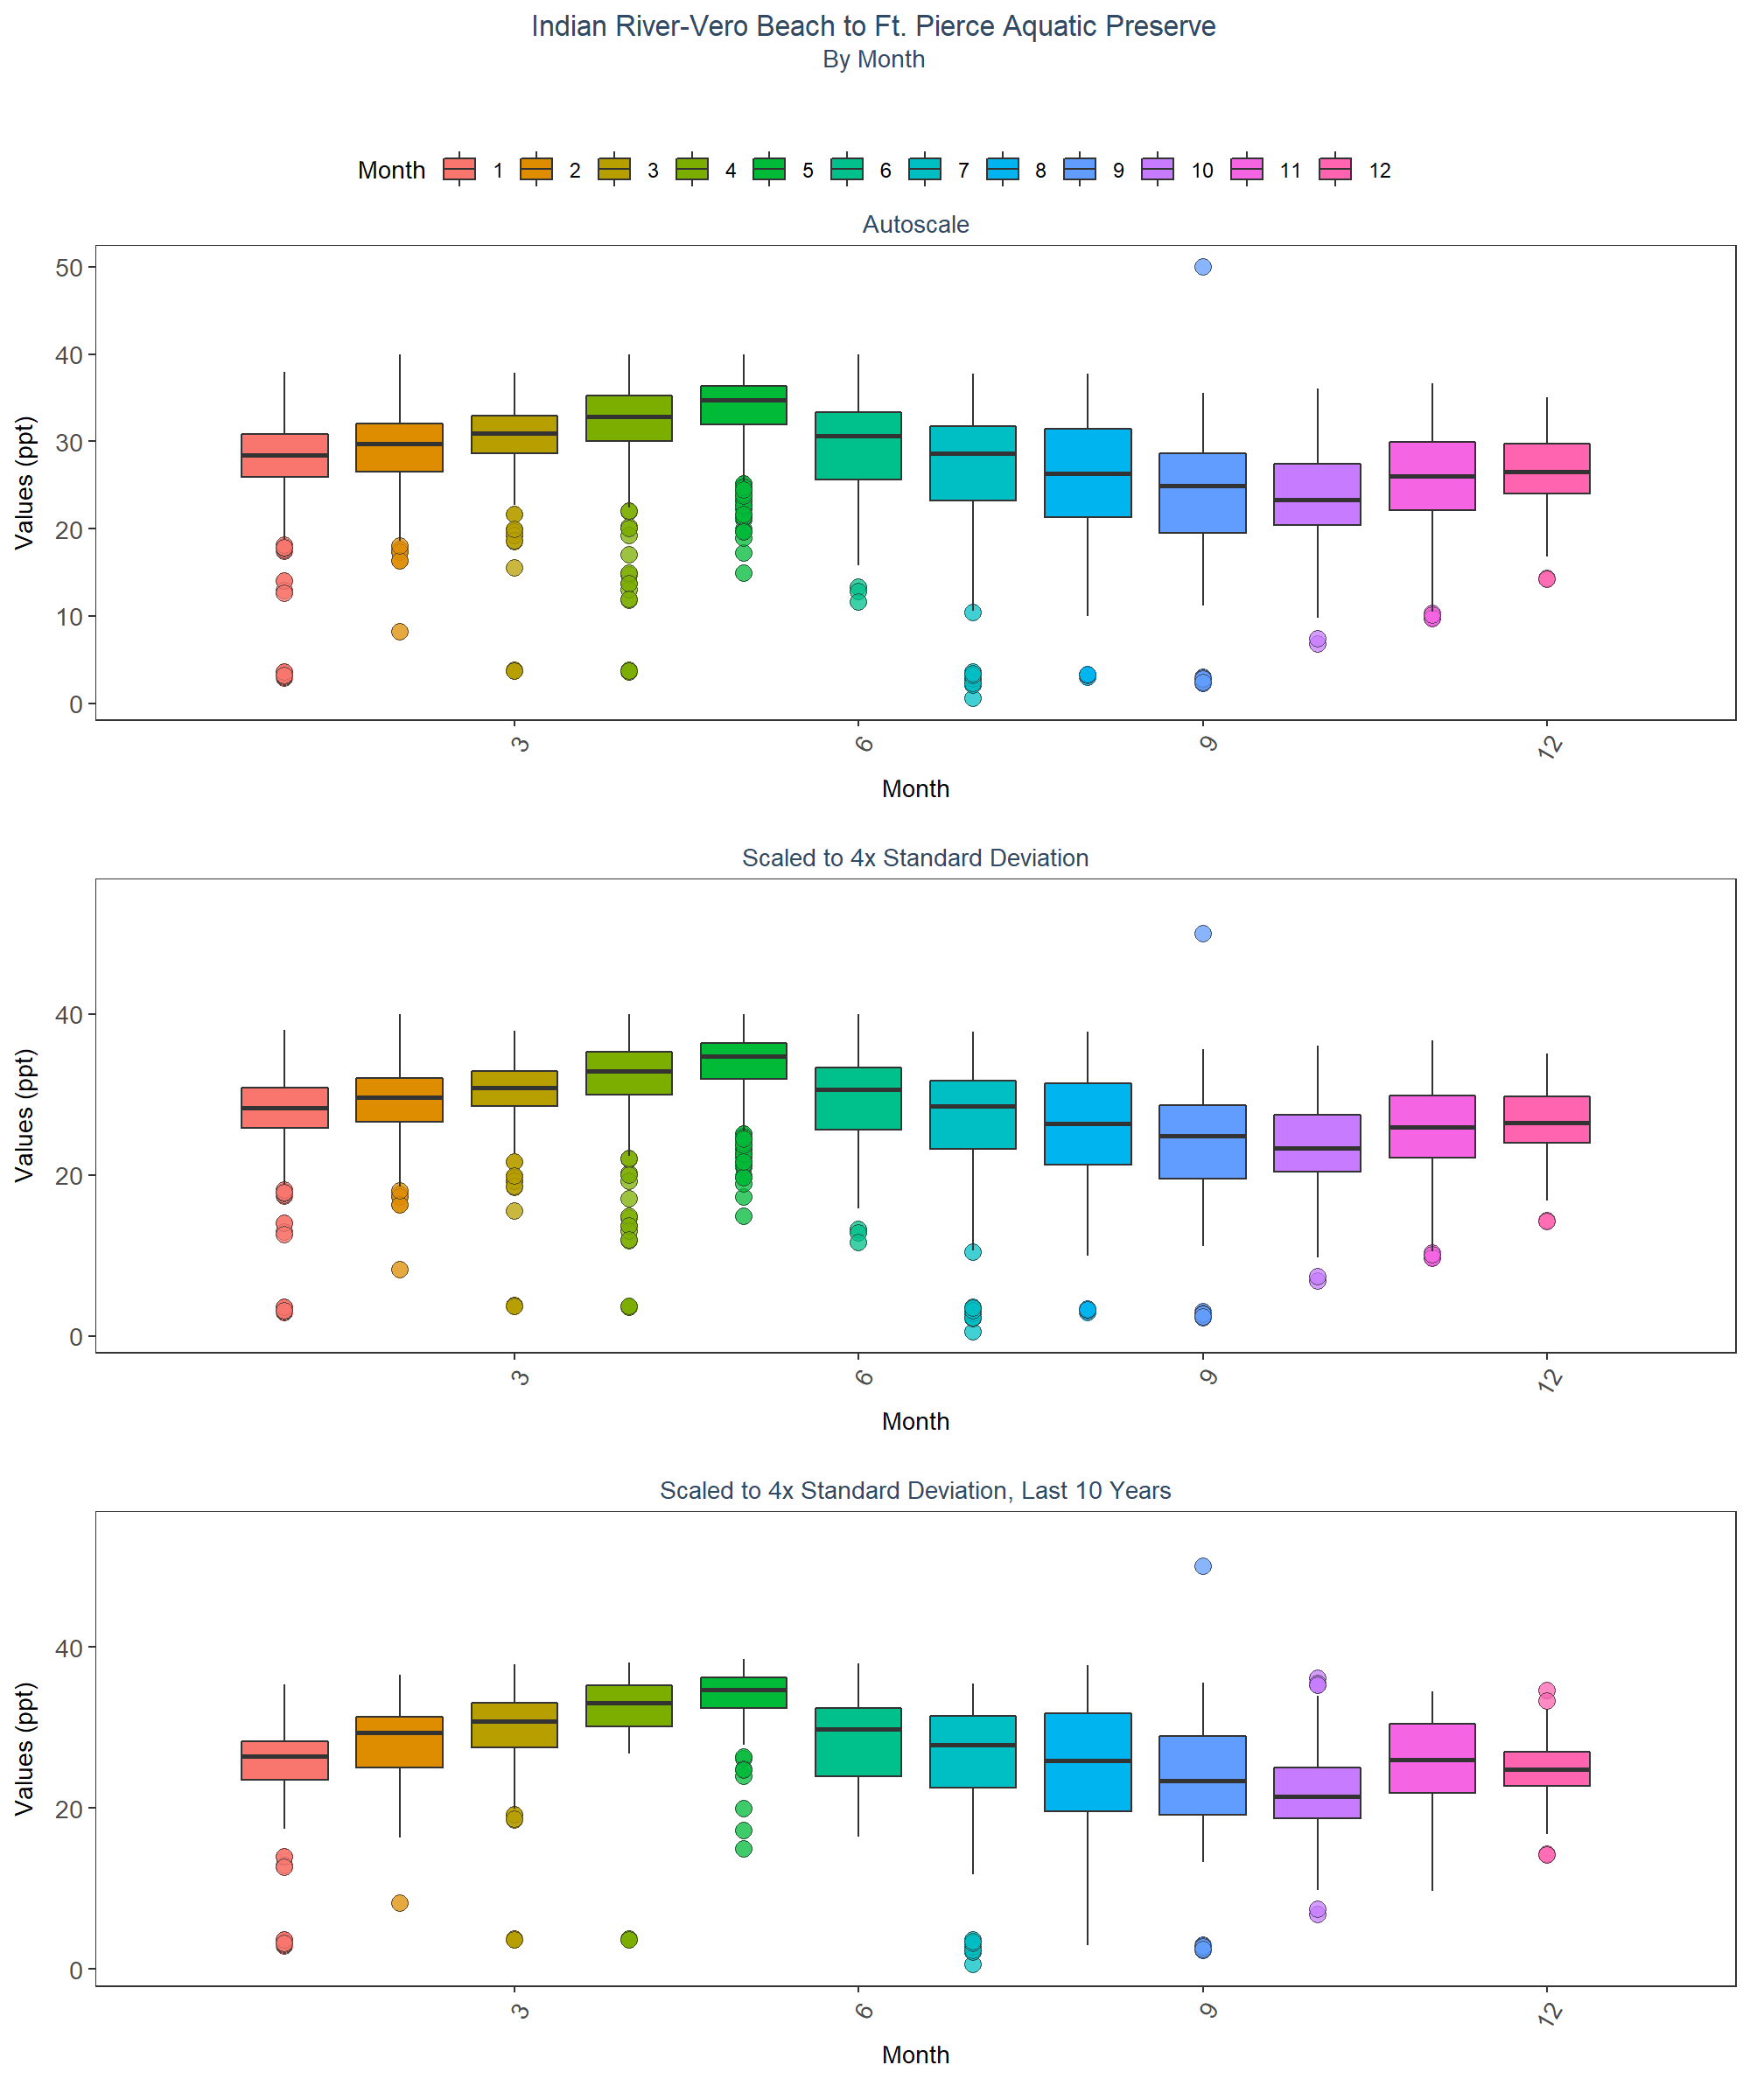 Indian River-Vero Beach to Ft. Pierce Aquatic Preserve
By Month
Month 1 2 3 4 5 6 7 8 9 10 11 12
Autoscale
Values (ppt)
50
40
30
20
10
0
3 6 9 12
Month
Scaled to 4x Standard Deviation
Values (ppt)
40
20
0
3 6 9 12
Month
Scaled to 4x Standard Deviation, Last 10 Years
Values (ppt)
40
20
0
3 6 9 12
Month